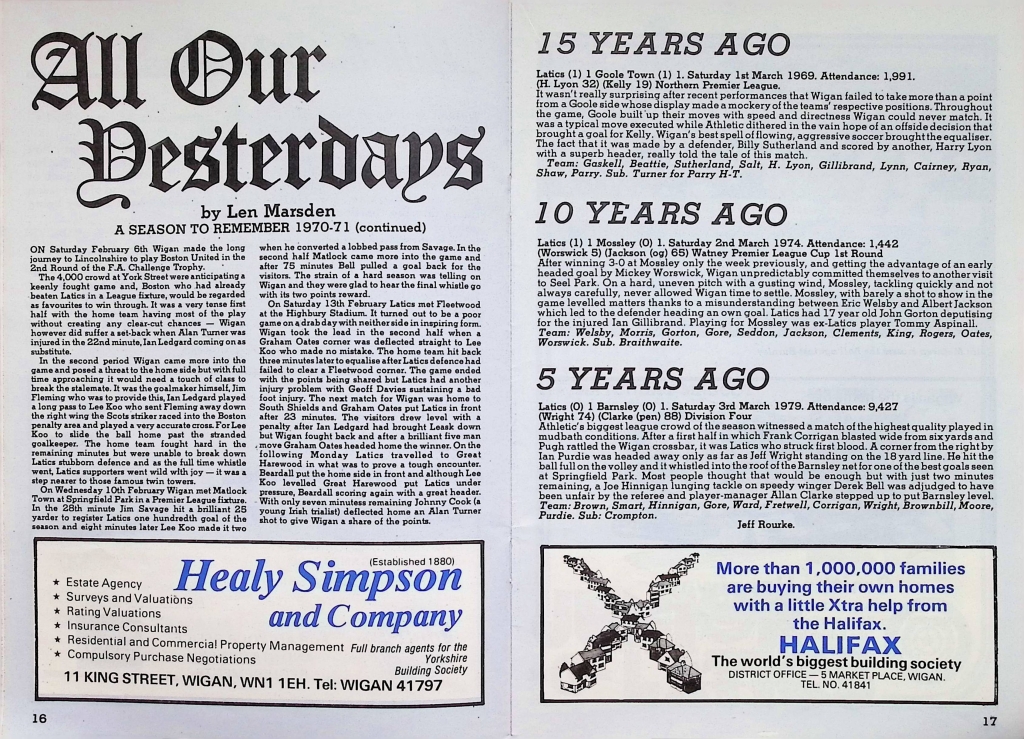 All Our
Yesterdays
by Len Marsden
A SEASON TO REMEMBER 1970-71 (continued)
ON Saturday February 6th Wigan made the long
journey to Lincolnshire to play Boston United in the
2nd Round of the F.A. Challenge Trophy.
The 4,000 crowd at York Street were anticipating a
keenly fought game and, Boston who had already
beaten Latics in a League fixture, would be regarded
as favourites to win through. It was a very tense first
half with the home team having most of the play
without creating any clear-cut chances — Wigan
however did suffer a set-back when Alan Turner was
injured in the 22nd minute, Ian Ledgard coming on as
substitute.
In the second period Wigan came more into the
game and posed a threat to the home side but with full
time approaching it would need a touch of class to
break the stalemate. It was the goalmaker himself, Jim
Fleming who was to provide this, Ian Ledgard played
a long pass to Lee Koo who sent Fleming away down
the right wing the Scots striker raced into the Boston
penalty area and played a very accurate cross. For Lee
Koo to slide the ball home past the stranded
goalkeeper. The home team fought hard in the
remaining minutes but were unable to break down
Latics stubborn defence and as the full time whistle
went, Latics supporters went wild with joy — it was a
step nearer to those famous twin towers.
On Wednesday 10th February Wigan met Matlock
Town at Springfield Park in a Premier League fixture.
In the 28th minute Jim Savage hit a brilliant 25
yarder to register Latics one hundredth goal of the
season and eight minutes later Lee Koo made it two
when he converted a lobbed pass from Savage. In the
second half Matlock came more into the game and
after 75 minutes Bell pulled a goal back for the
visitors. The strain of a hard season was telling on
Wigan and they were glad to hear the final whistle go
with its two points reward.
On Saturday 13th February Latics met Fleetwood
at the Highbury Stadium. It turned out to be a poor
game on a drab day with neither side in inspiring form.
Wigan took the lead in the second half when a
Graham Oates corner was deflected straight to Lee
Koo who made no mistake. The home team hit back
three minutes later to equalise after Latics defence had
failed to clear a Fleetwood corner. The game ended
with the points being shared but Latics had another
injury problem with Geoff Davies sustaining a bad
foot injury. The next match for Wigan was home to
South Shields and Graham Oates put Latics in front
after 23 minutes. The visitors drew level with a
penalty after Ian Ledgard had brought Leask down
but Wigan fought back and after a brilliant five man
move Graham Oates headed home the winner. On the
following Monday Latics travelled to Great
Harewood in what was to prove a tough encounter.
Beardall put the home side in front and although Lee
Koo levelled Great Harewood put Latics under
pressure, Beardall scoring again with a great header.
With only seven minutes remaining Johnny Cook (a
young Irish trialist) deflected home an Alan Turner
shot to give Wigan a share of the points.
(Established 1880)
Healy Simpson
and Company
★ Estate Agency
★ Surveys and Valuations
★ Rating Valuations
★ Insurance Consultants
★ Residential and Commercial Property Management
★ Compulsory Purchase Negotiations
Full branch agents for the
Yorkshire
Building Society
11 KING STREET, WIGAN, WN1 1EH. Tel: WIGAN 41797
16
15 YEARS AGO
Latics (1) 1 Goole Town (1) 1. Saturday 1st March 1969. Attendance: 1,991.
(H. Lyon 32) (Kelly 19) Northern Premier League.
It wasn't really surprising after recent performances that Wigan failed to take more than a point
from a Goole side whose display made a mockery of the teams' respective positions. Throughout
the game, Goole built up their moves with speed and directness Wigan could never match. It
was a typical move executed while Athletic dithered in the vain hope of an offside decision that
brought a goal for Kelly. Wigan's best spell of flowing, aggressive soccer brought the equaliser.
The fact that it was made by a defender, Billy Sutherland and scored by another, Harry Lyon
with a superb header, really told the tale of this match.
Team: Gaskell, Beattie, Sutherland, Salt, H. Lyon, Gillibrand, Lynn, Cairney, Ryan,
Shaw, Parry. Sub. Turner for Parry H-T.
10 YEARS AGO
Latics (1) 1 Mossley (0) 1. Saturday 2nd March 1974. Attendance: 1,442
(Worswick 5) (Jackson (og) 65) Watney Premier League Cup 1st Round
After winning 3-0 at Mossley only the week previously, and getting the advantage of an early
headed goal by Mickey Worswick, Wigan unpredictably committed themselves to another visit
to Seel Park. On a hard, uneven pitch with a gusting wind, Mossley, tackling quickly and not
always carefully, never allowed Wigan time to settle. Mossley, with barely a shot to show in the
game levelled matters thanks to a misunderstanding between Eric Welsby and Albert Jackson
which led to the defender heading an own goal. Latics had 17 year old John Gorton deputising
for the injured Ian Gillibrand. Playing for Mossley was ex-Latics player Tommy Aspinall.
Team: Welsby, Morris, Gorton, Gore, Seddon, Jackson, Clements, King, Rogers, Oates,
Worswick. Sub. Braithwaite.
5 YEARS AGO
Latics (0) 1 Barnsley (0) 1. Saturday 3rd March 1979. Attendance: 9,427
(Wright 74) (Clarke (pen) 88) Division Four
Athletic's biggest league crowd of the season witnessed a match of the highest quality played in
mudbath conditions. After a first half in which Frank Corrigan blasted wide from six yards and
Pugh rattled the Wigan crossbar, it was Latics who struck first blood. A corner from the right by
Ian Purdie was headed away only as far as Jeff Wright standing on the 18 yard line. He hit the
ball full on the volley and it whistled into the roof of the Barnsley net for one of the best goals seen
at Springfield Park. Most people thought that would be enough but with just two minutes
remaining, a Joe Hinnigan lunging tackle on speedy winger Derek Bell was adjudged to have
been unfair by the referee and player-manager Allan Clarke stepped up to put Barnsley level.
Team: Brown, Smart, Hinnigan, Gore, Ward, Fretwell, Corrigan, Wright, Brownbill, Moore,
Purdie. Sub: Crompton.
Jeff Rourke.
More than 1,000,000 families
are buying their own homes
with a little Xtra help from
the Halifax.
HALIFAX
The world's biggest building society
DISTRICT OFFICE — 5 MARKET PLACE, WIGAN.
TEL. NO. 41841
17